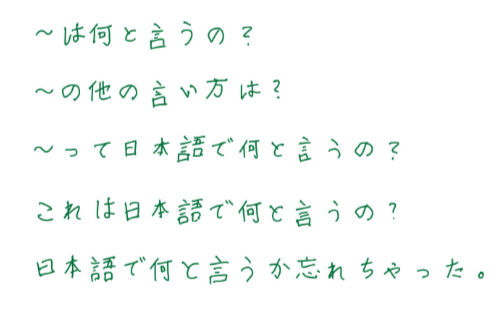 ～は何と言うの？
～の他の言い方は？
～って日本語で何と言うの？
これは日本語で何と言うの？
日本語で何と言うか忘れちゃった。